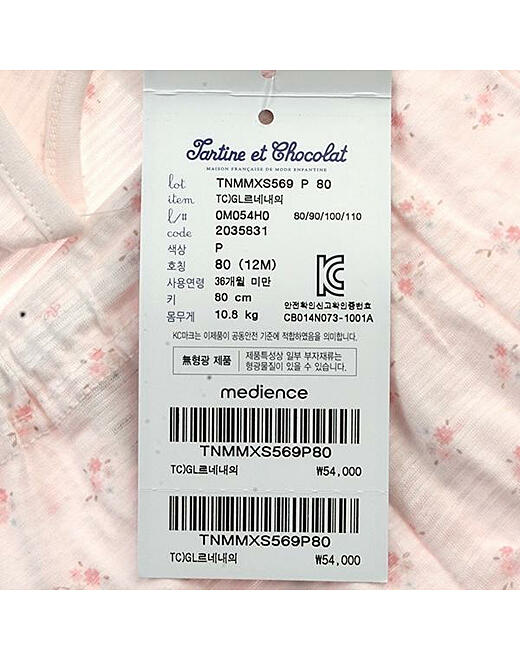 Tartine et Chocolat
MAISON FRANÇAISE DE MODE ENFANTINE
lot TNMMXS569 P 80
item TC)GL르네내의
l/# 0M054H0 80/90/100/110
code 2035831
색상 P
호칭 80 (12M)
사용연령 36개월 미만
키 80 cm
몸무게 10.8 kg
안전확인신고확인증번호
CB014N073-1001A
KC마크는 이제품이 공동안전 기준에 적합하였음을 의미합니다.
無형광 제품 제품특성상 일부 부자재류는
형광물질이 있을 수 있습니다.
medience
TNMMXS569P80
TC)GL르네내의 ₩54,000
TNMMXS569P80
TC)GL르네내의 ₩54,000